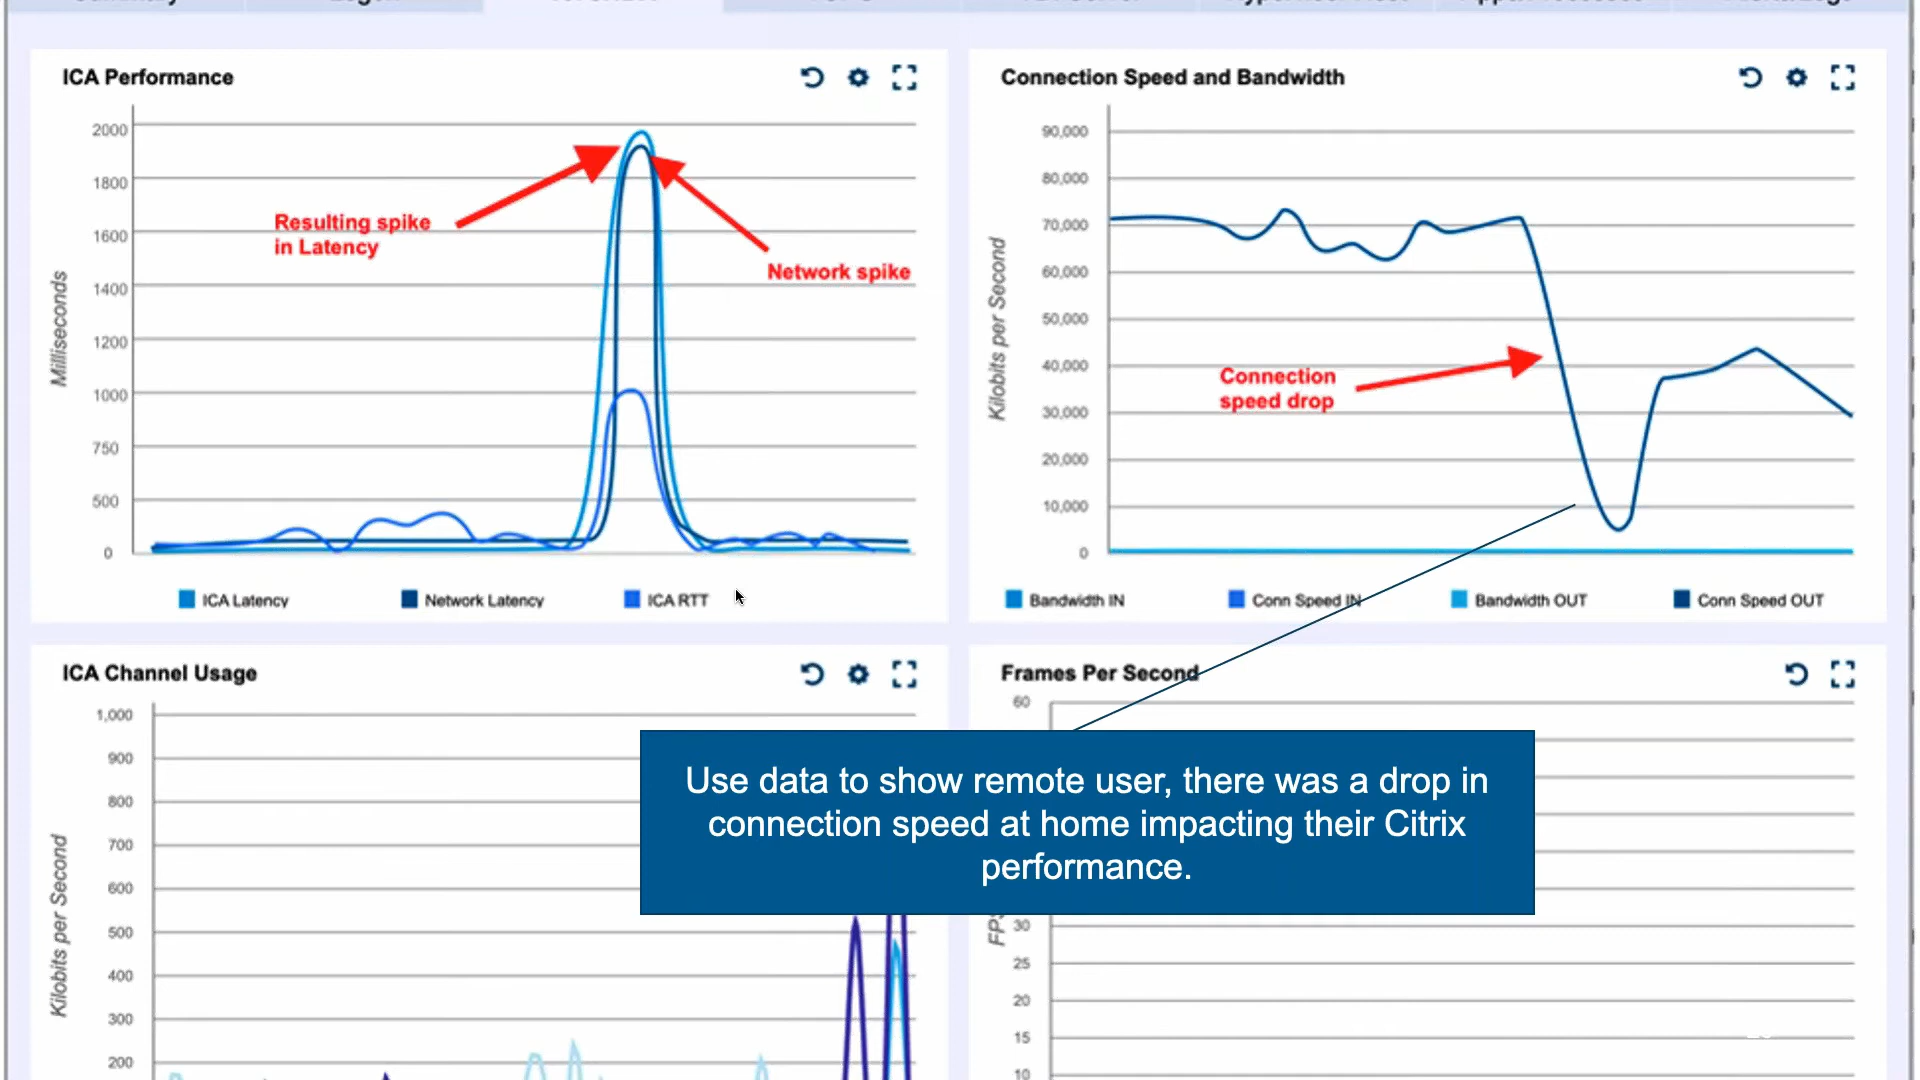 ICA Performance
2000
1800
1600
1400
1200
1000
750
500
0
Milliseconds
Resulting spike
in Latency
Network spike
ICA Latency
Network Latency
ICA RTT
Connection Speed and Bandwidth
90,000
80,000
70,000
60,000
50,000
40,000
30,000
20,000
10,000
0
Kilobits per Second
Connection
speed drop
Bandwidth IN
Conn Speed IN
Bandwidth OUT
Conn Speed OUT
ICA Channel Usage
1,000
900
800
700
600
500
400
300
200
Kilobits per Second
Frames Per Second
60
30
25
20
15
10
FPS
Use data to show remote user, there was a drop in
connection speed at home impacting their Citrix
performance.